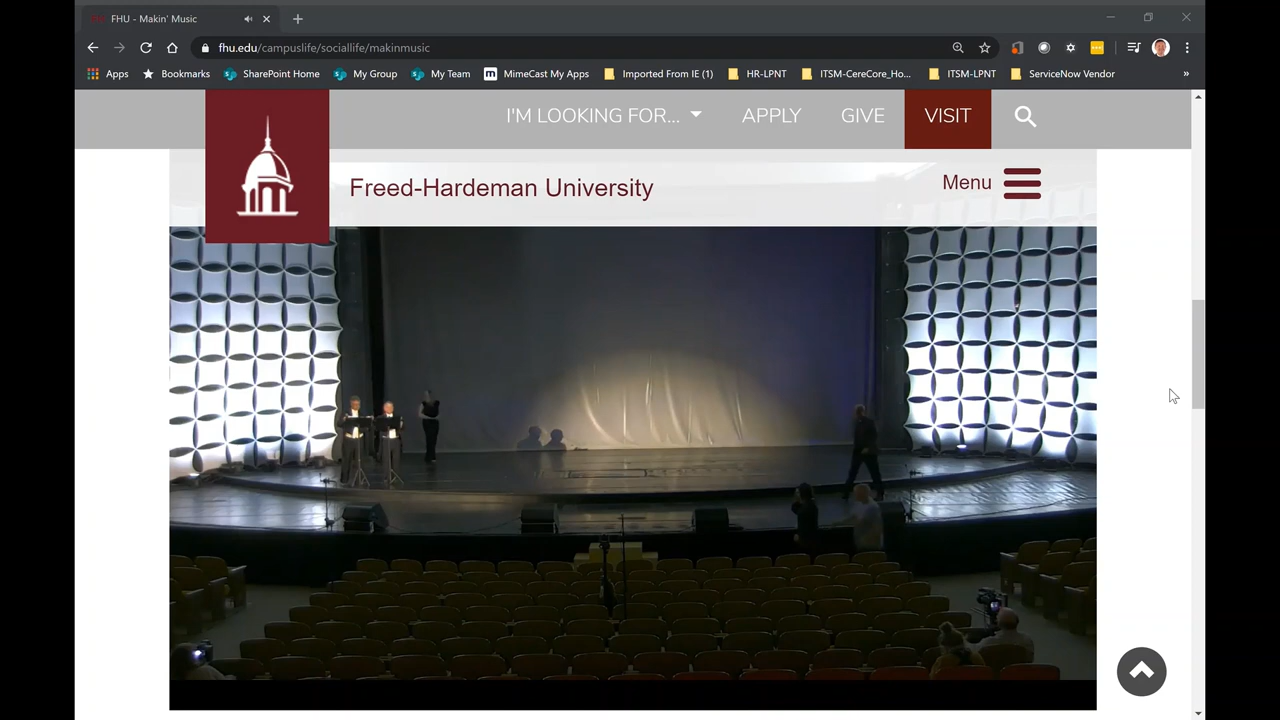 FHU - Makin' Music
fhu.edu/campuslife/sociallife/makinmusic
Apps Bookmarks SharePoint Home My Group My Team MimeCast My Apps Imported From IE (1) HR-LPNT ITSM-CereCore_Ho... ITSM-LPNT ServiceNow Vendor »
I'M LOOKING FOR... APPLY GIVE VISIT
Freed-Hardeman University
Menu